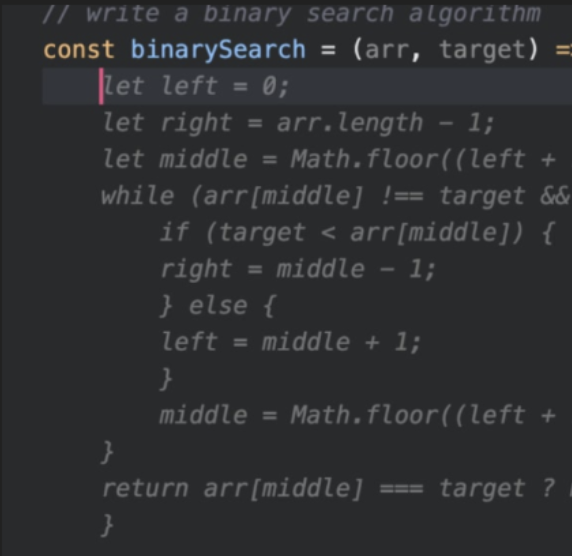 // write a binary search algorithm
const binarySearch = (arr, target) =>
let left = 0;
let right = arr.length - 1;
let middle = Math.floor((left +
while (arr[middle] !== target &&
if (target < arr[middle]) {
right = middle - 1;
} else {
left = middle + 1;
}
middle = Math.floor((left +
}
return arr[middle] === target ?
}